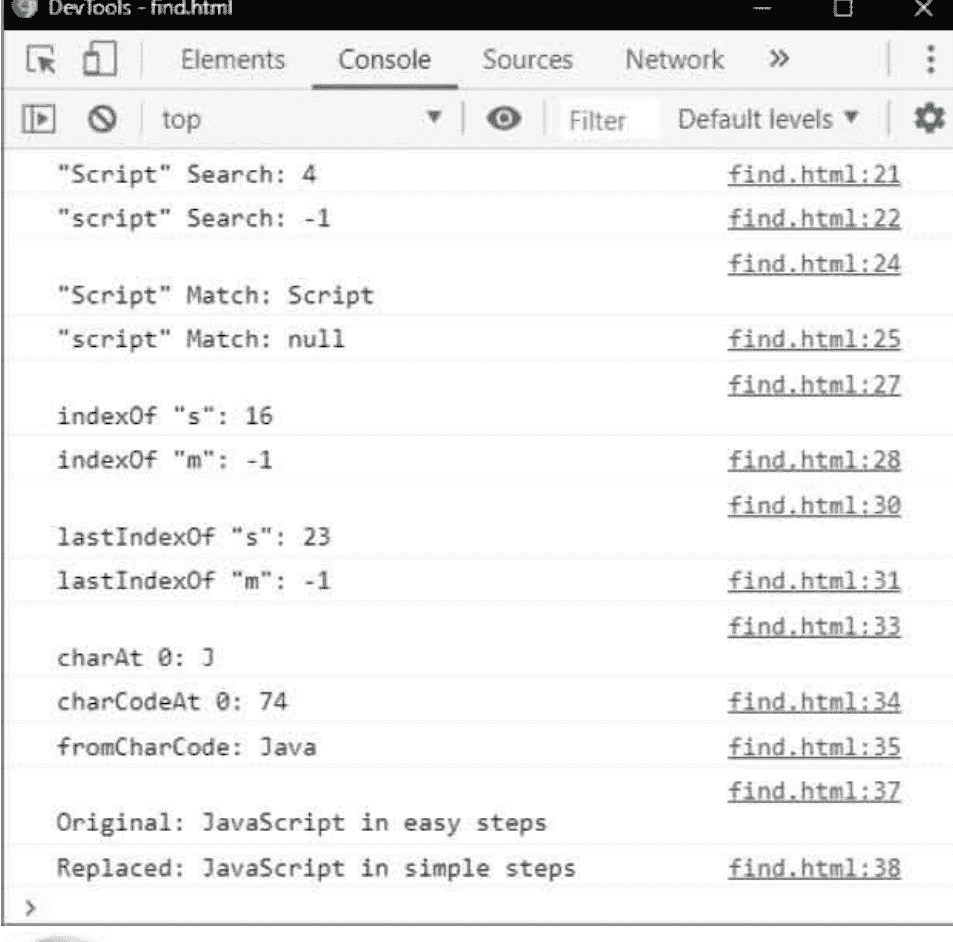 DevTools - find.html
Elements Console Sources Network »
top Filter Default levels
"Script" Search: 4 find.html:21
"script" Search: -1 find.html:22
find.html:24
"Script" Match: Script
"script" Match: null find.html:25
find.html:27
indexOf "s": 16
indexOf "m": -1 find.html:28
find.html:30
lastIndexOf "s": 23
lastIndexOf "m": -1 find.html:31
find.html:33
charAt 0: J
charCodeAt 0: 74 find.html:34
fromCharCode: Java find.html:35
find.html:37
Original: JavaScript in easy steps
Replaced: JavaScript in simple steps find.html:38
>